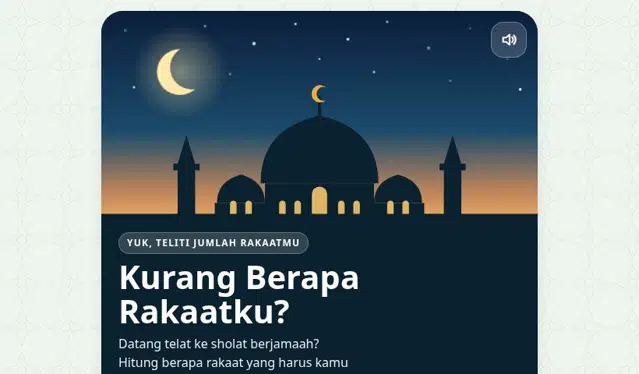 YUK, TELITI JUMLAH RAKAATMU
Kurang Berapa
Rakaatku?
Datang telat ke sholat berjamaah?
Hitung berapa rakaat yang harus kamu